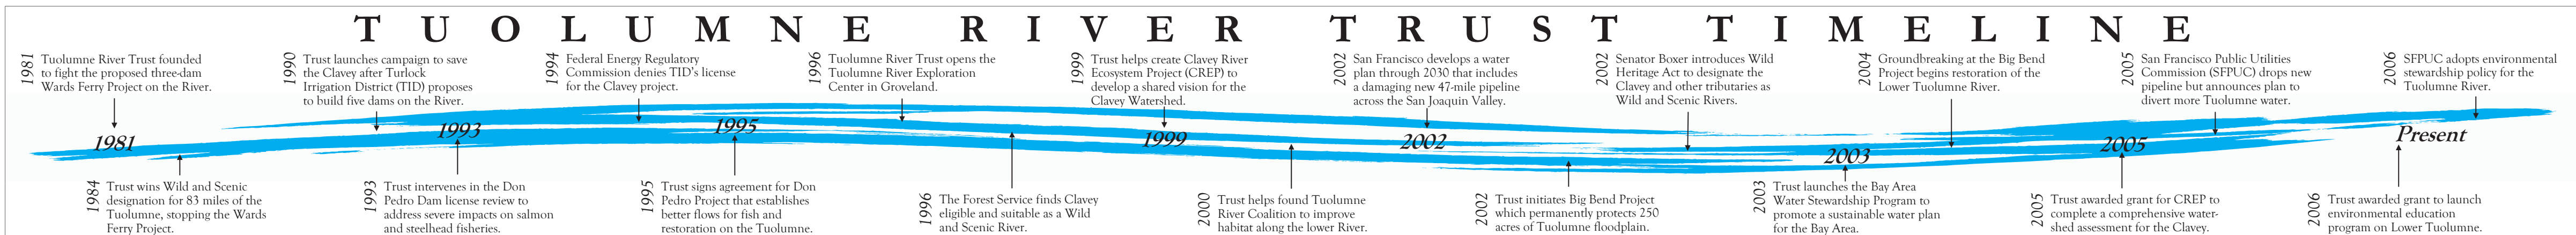 TUOLUMNE RIVER TRUST TIMELINE
1981
Tuolumne River Trust founded
to fight the proposed three-dam
Wards Ferry Project on the River.
1990
Trust launches campaign to save
the Clavey after Turlock
Irrigation District (TID) proposes
to build five dams on the River.
1994
Federal Energy Regulatory
Commission denies TID's license
for the Clavey project.
1996
Tuolumne River Trust opens the
Tuolumne River Exploration
Center in Groveland.
1999
Trust helps create Clavey River
Ecosystem Project (CREP) to
develop a shared vision for the
Clavey Watershed.
2002
San Francisco develops a water
plan through 2030 that includes
a damaging new 47-mile pipeline
across the San Joaquin Valley.
2002
Senator Boxer introduces Wild
Heritage Act to designate the
Clavey and other tributaries as
Wild and Scenic Rivers.
2004
Groundbreaking at the Big Bend
Project begins restoration of the
Lower Tuolumne River.
2005
San Francisco Public Utilities
Commission (SFPUC) drops new
pipeline but announces plan to
divert more Tuolumne water.
2006
SFPUC adopts environmental
stewardship policy for the
Tuolumne River.
1981
1993
1995
1999
2002
2003
2005
Present
1984
Trust wins Wild and Scenic
designation for 83 miles of the
Tuolumne, stopping the Wards
Ferry Project.
1993
Trust intervenes in the Don
Pedro Dam license review to
address severe impacts on salmon
and steelhead fisheries.
1995
Trust signs agreement for Don
Pedro Project that establishes
better flows for fish and
restoration on the Tuolumne.
1996
The Forest Service finds Clavey
eligible and suitable as a Wild
and Scenic River.
2000
Trust helps found Tuolumne
River Coalition to improve
habitat along the lower River.
2002
Trust initiates Big Bend Project
which permanently protects 250
acres of Tuolumne floodplain.
2003
Trust launches the Bay Area
Water Stewardship Program to
promote a sustainable water plan
for the Bay Area.
2005
Trust awarded grant for CREP to
complete a comprehensive water-
shed assessment for the Clavey.
2006
Trust awarded grant to launch
environmental education
program on Lower Tuolumne.